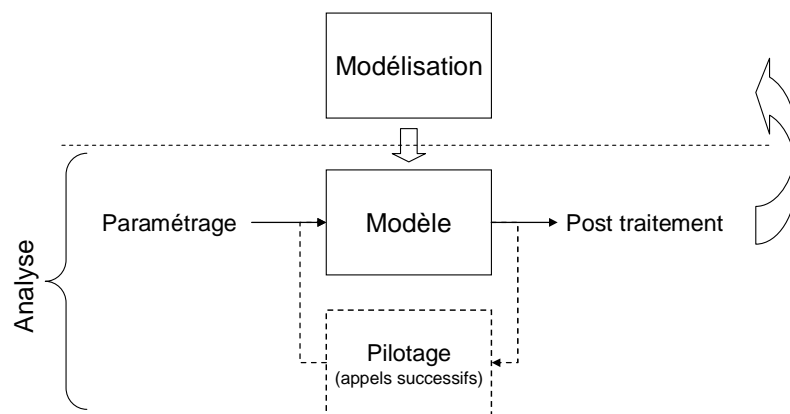 Modélisation
Paramétrage
Modèle
Post traitement
Analyse
Pilotage
(appels successifs)